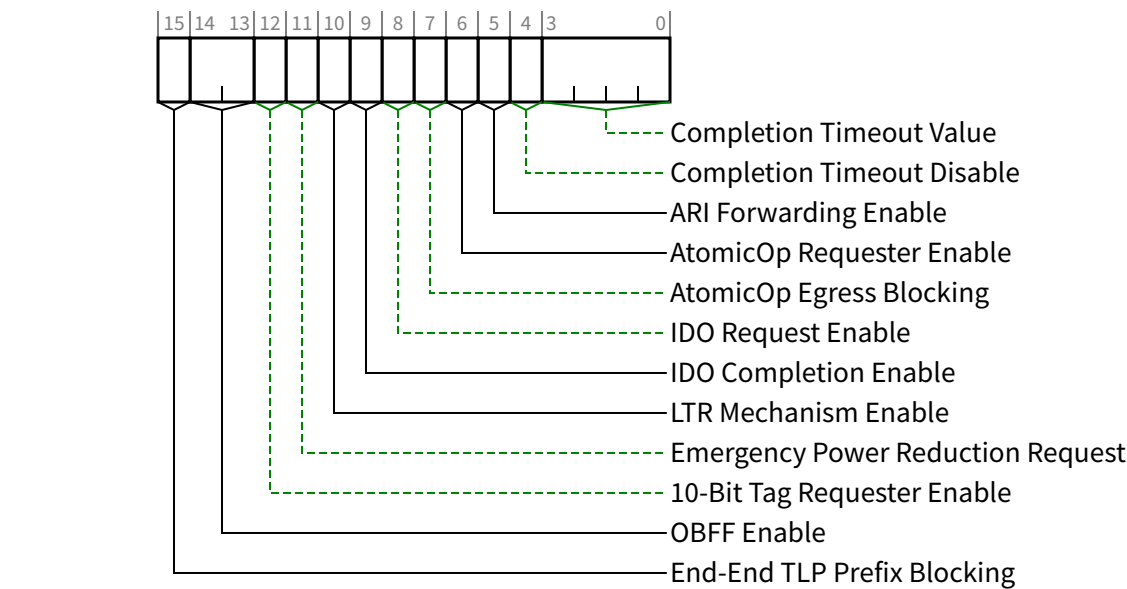 15 14 13 12 11 10 9 8 7 6 5 4 3 0
Completion Timeout Value
Completion Timeout Disable
ARI Forwarding Enable
AtomicOp Requester Enable
AtomicOp Egress Blocking
IDO Request Enable
IDO Completion Enable
LTR Mechanism Enable
Emergency Power Reduction Request
10-Bit Tag Requester Enable
OBFF Enable
End-End TLP Prefix Blocking